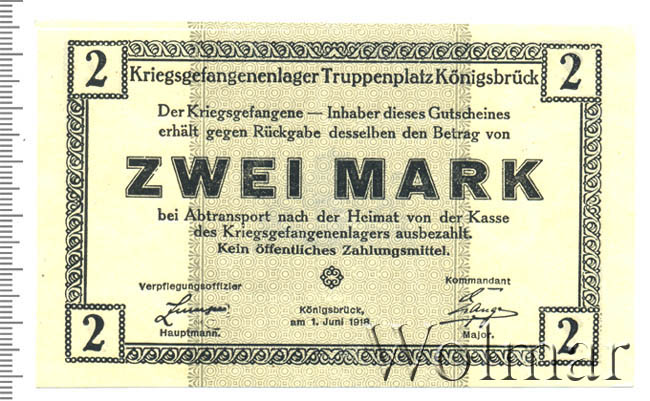 2 2
Kriegsgefangenenlager Truppenplatz Königsbrück
Der Kriegsgefangene — Inhaber dieses Gutscheines
erhält gegen Rückgabe desselben den Betrag von
ZWEI MARK
bei Abtransport nach der Heimat von der Kasse
des Kriegsgefangenenlagers ausbezahlt.
Kein öffentliches Zahlungsmittel.
Verpflegungsoffizier Kommandant
Königsbrück,
am 1. Juni 1918
Hauptmann. Major.
2 2
Wolmar